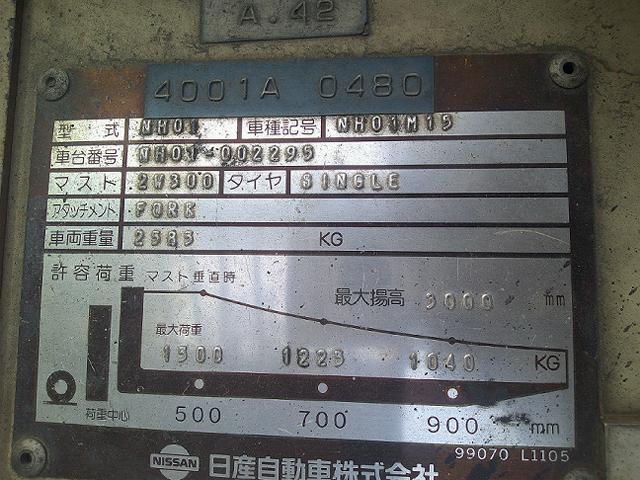 A.42
4001A 0480
型式 NH01 車種記号 NH01M15
車台番号 NH01-002295
マスト 2W300 タイヤ SINGLE
アタッチメント FORK
車両重量 2585 KG
許容荷重 マスト垂直時 最大揚高 3000 mm
最大荷重
1500 1225 1040 KG
荷重中心 500 700 900 mm
99070 L1105
NISSAN 日産自動車株式会社